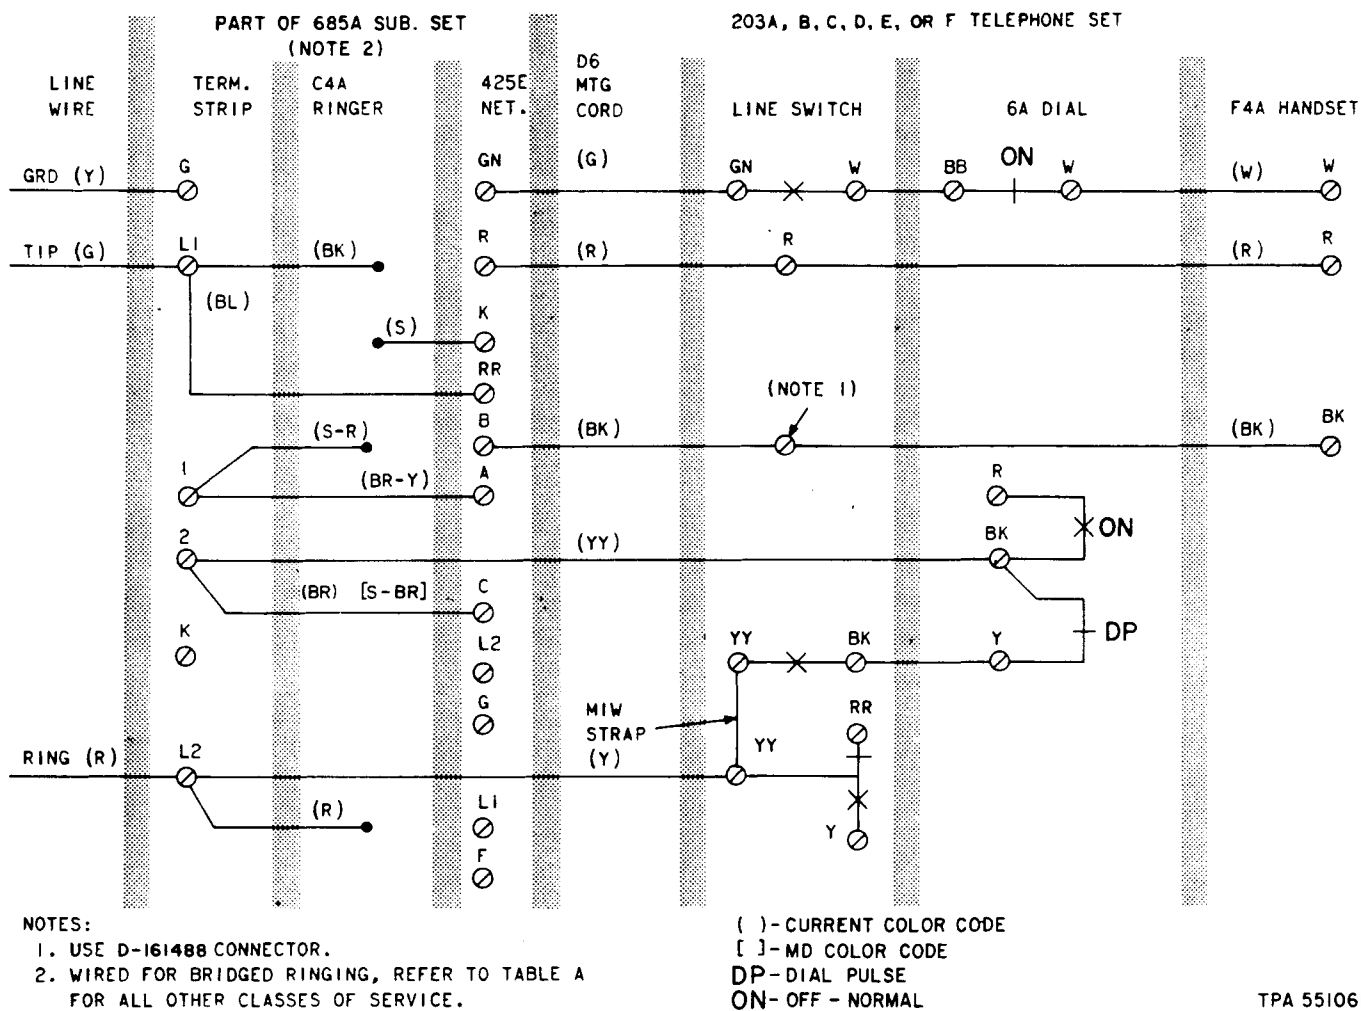 PART OF 685A SUB. SET
(NOTE 2)
203A, B, C, D, E, OR F TELEPHONE SET
LINE
WIRE
TERM.
STRIP
C4A
RINGER
425E
NET.
D6
MTG
CORD
LINE SWITCH
6A DIAL
F4A HANDSET
GRD (Y)
G
GN
(G)
GN
W
BB
ON
W
(W)
W
TIP (G)
L1
(BK)
R
(R)
R
(R)
R
(BL)
(S)
K
RR
(NOTE 1)
(S-R)
B
(BK)
(BK)
BK
1
(BR-Y)
A
R
ON
2
(YY)
BK
(BR) [S-BR]
C
DP
K
L2
YY
BK
Y
G
MIW
STRAP
(Y)
YY
RR
RING (R)
L2
(R)
L1
Y
F
NOTES:
1. USE D-161488 CONNECTOR.
2. WIRED FOR BRIDGED RINGING, REFER TO TABLE A
FOR ALL OTHER CLASSES OF SERVICE.
( )-CURRENT COLOR CODE
[ ]-MD COLOR CODE
DP-DIAL PULSE
ON-OFF-NORMAL
TPA 55106